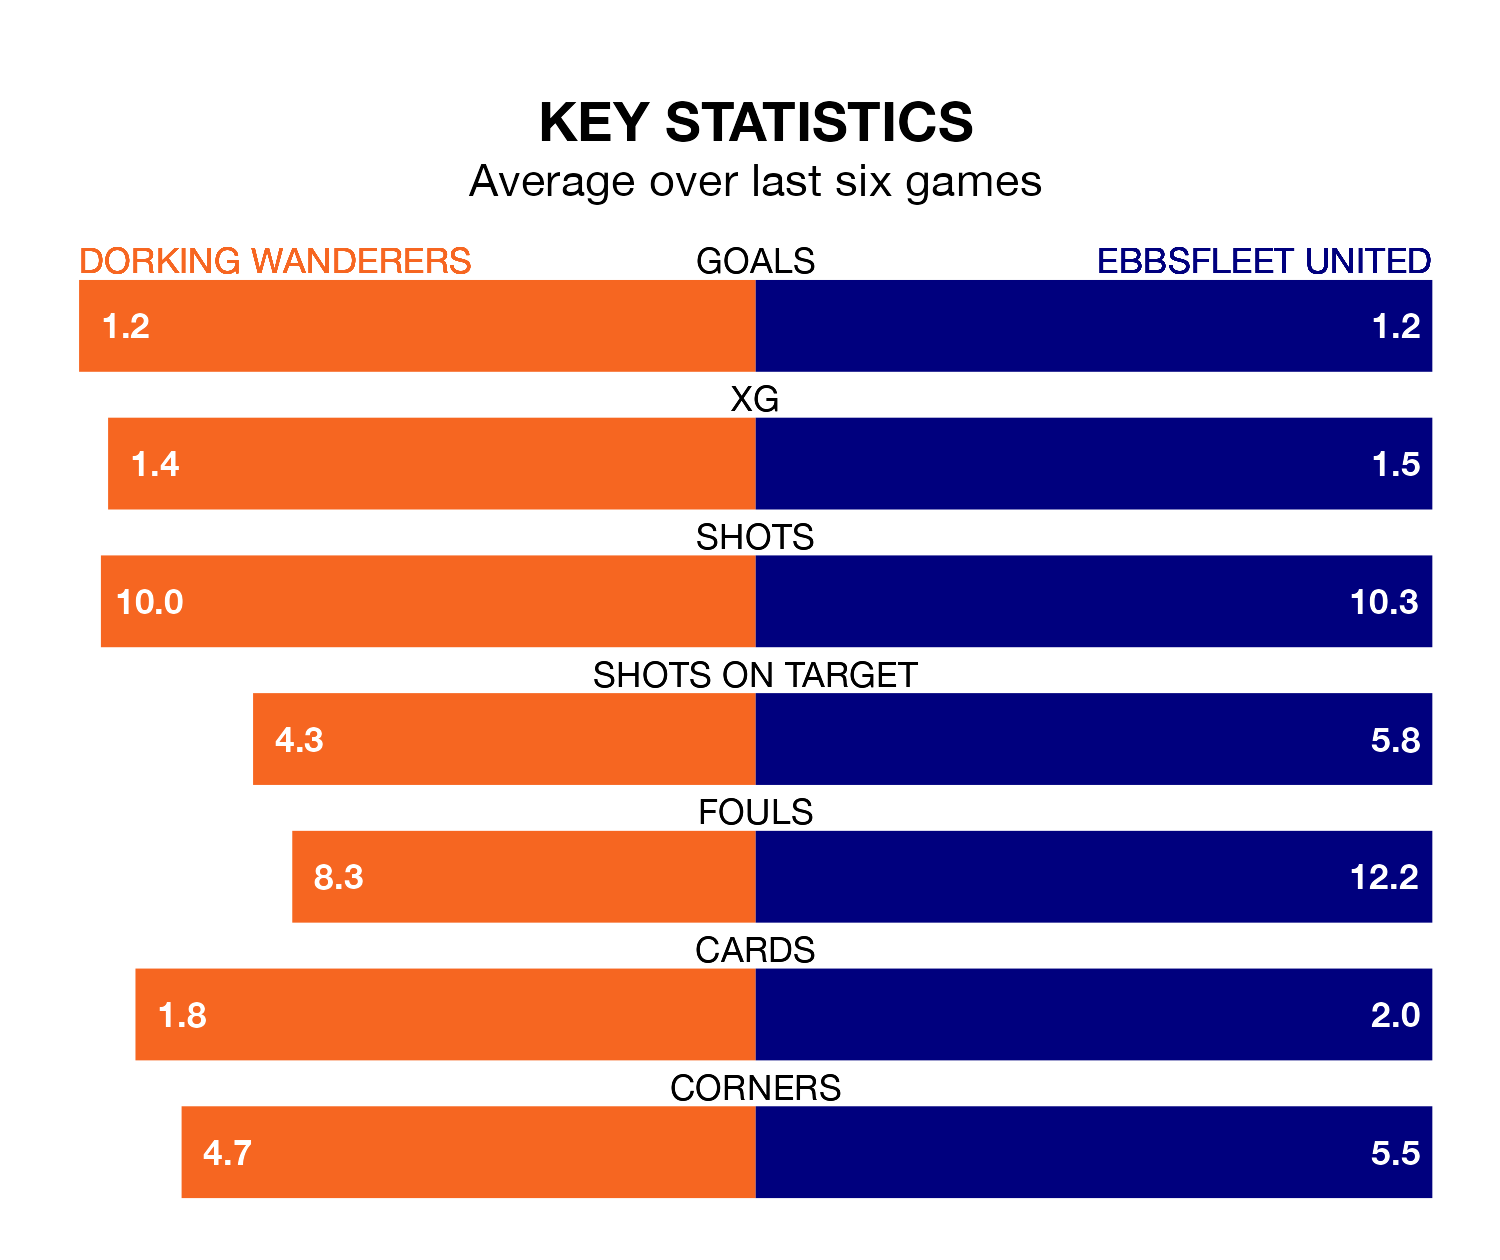 KEY STATISTICS
Average over last six games
DORKING WANDERERS GOALS EBBSFLEET UNITED
1.2 1.2
XG
1.4 1.5
SHOTS
10.0 10.3
SHOTS ON TARGET
4.3 5.8
FOULS
8.3 12.2
CARDS
1.8 2.0
CORNERS
4.7 5.5